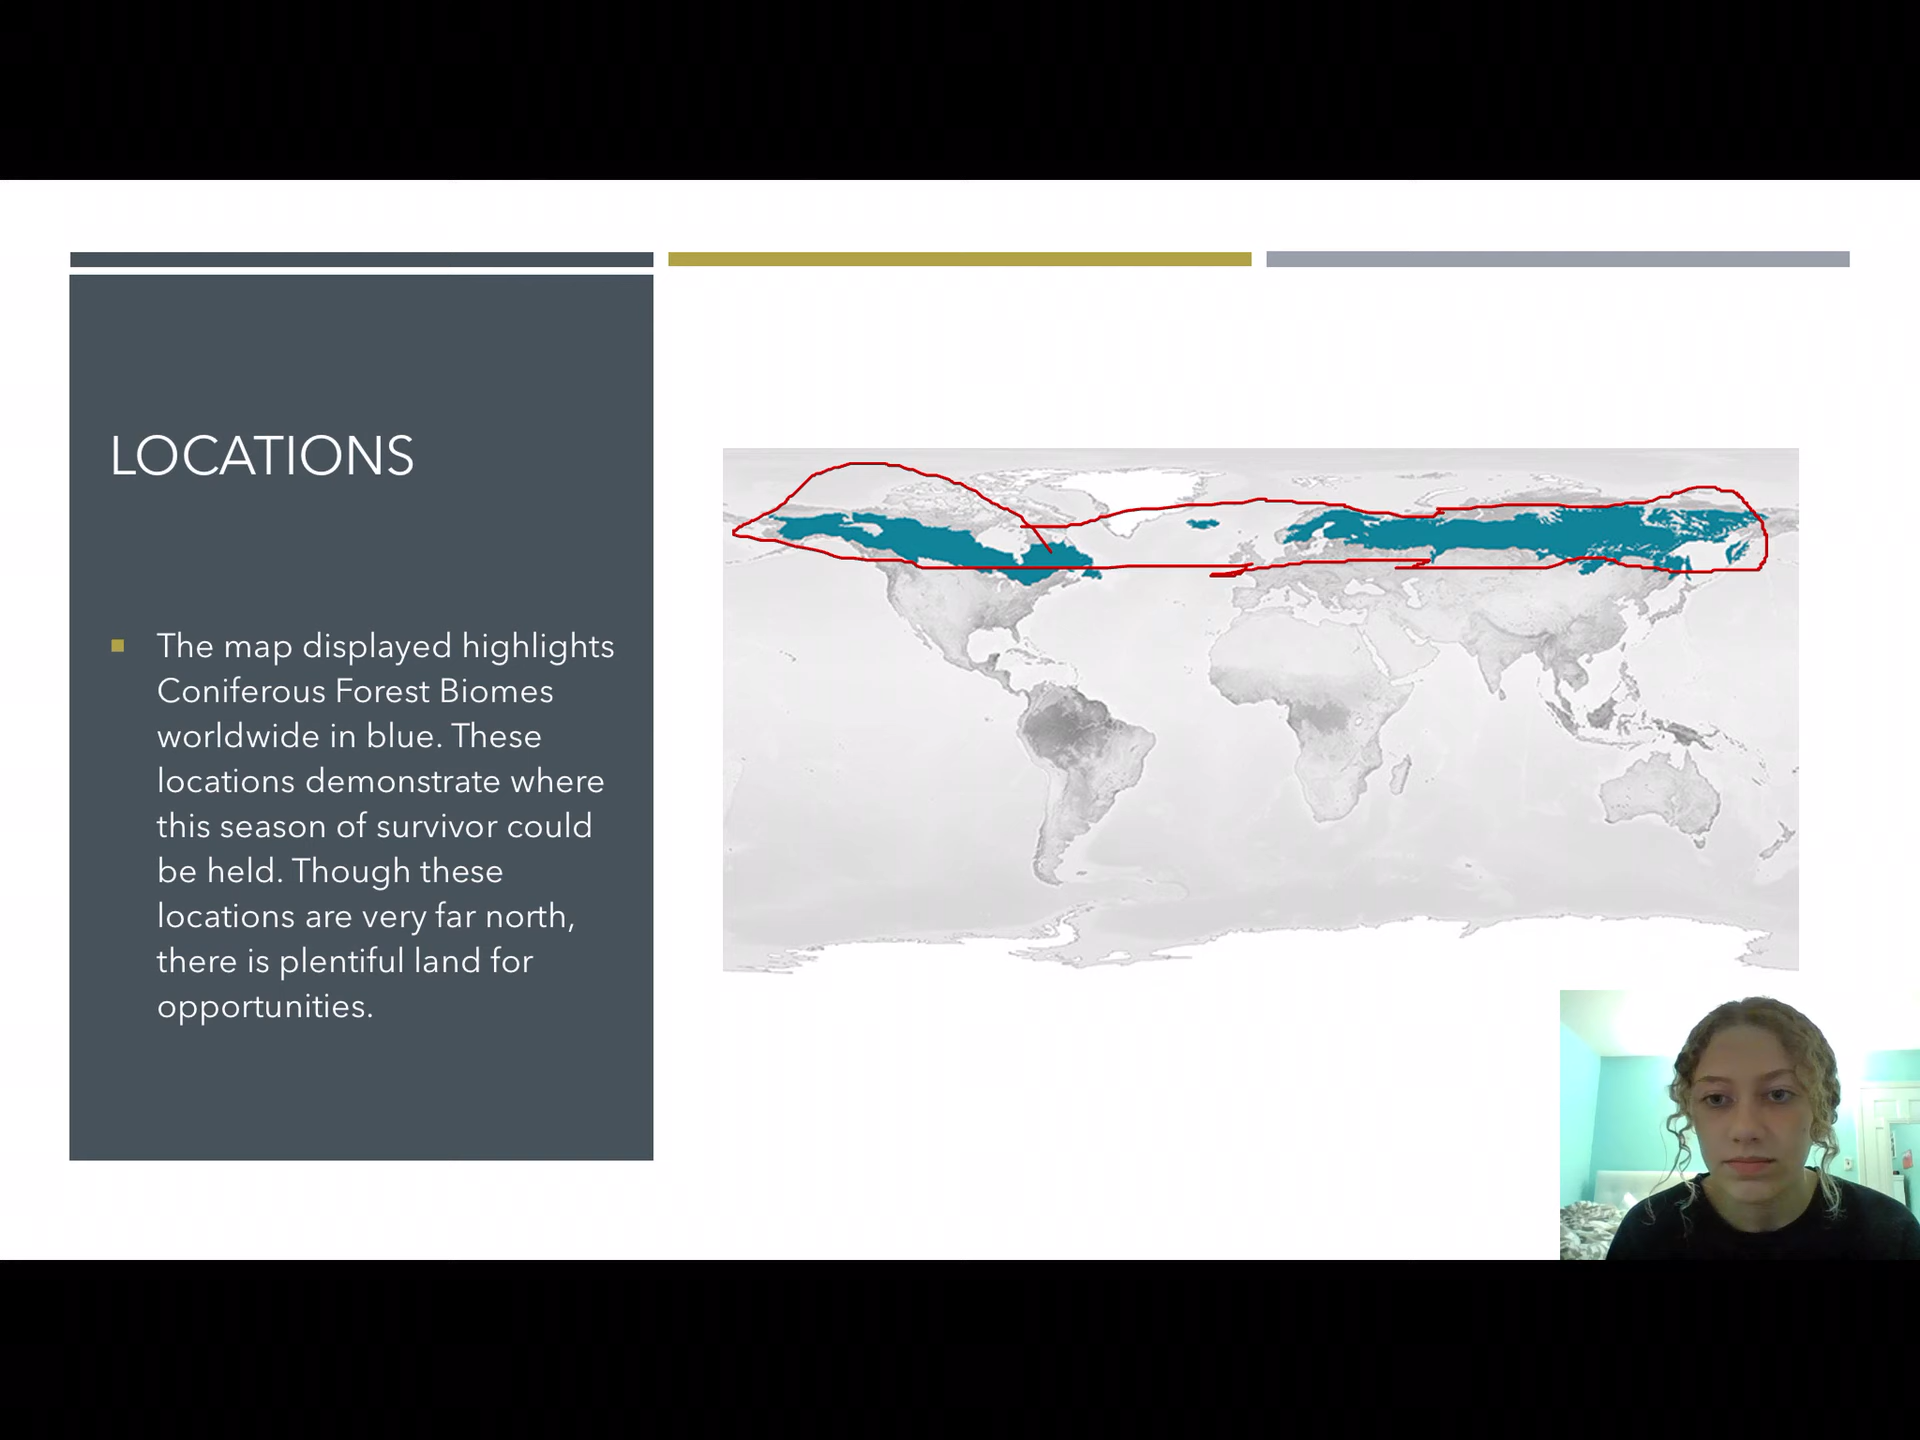 LOCATIONS
The map displayed highlights
Coniferous Forest Biomes
worldwide in blue. These
locations demonstrate where
this season of survivor could
be held. Though these
locations are very far north,
there is plentiful land for
opportunities.